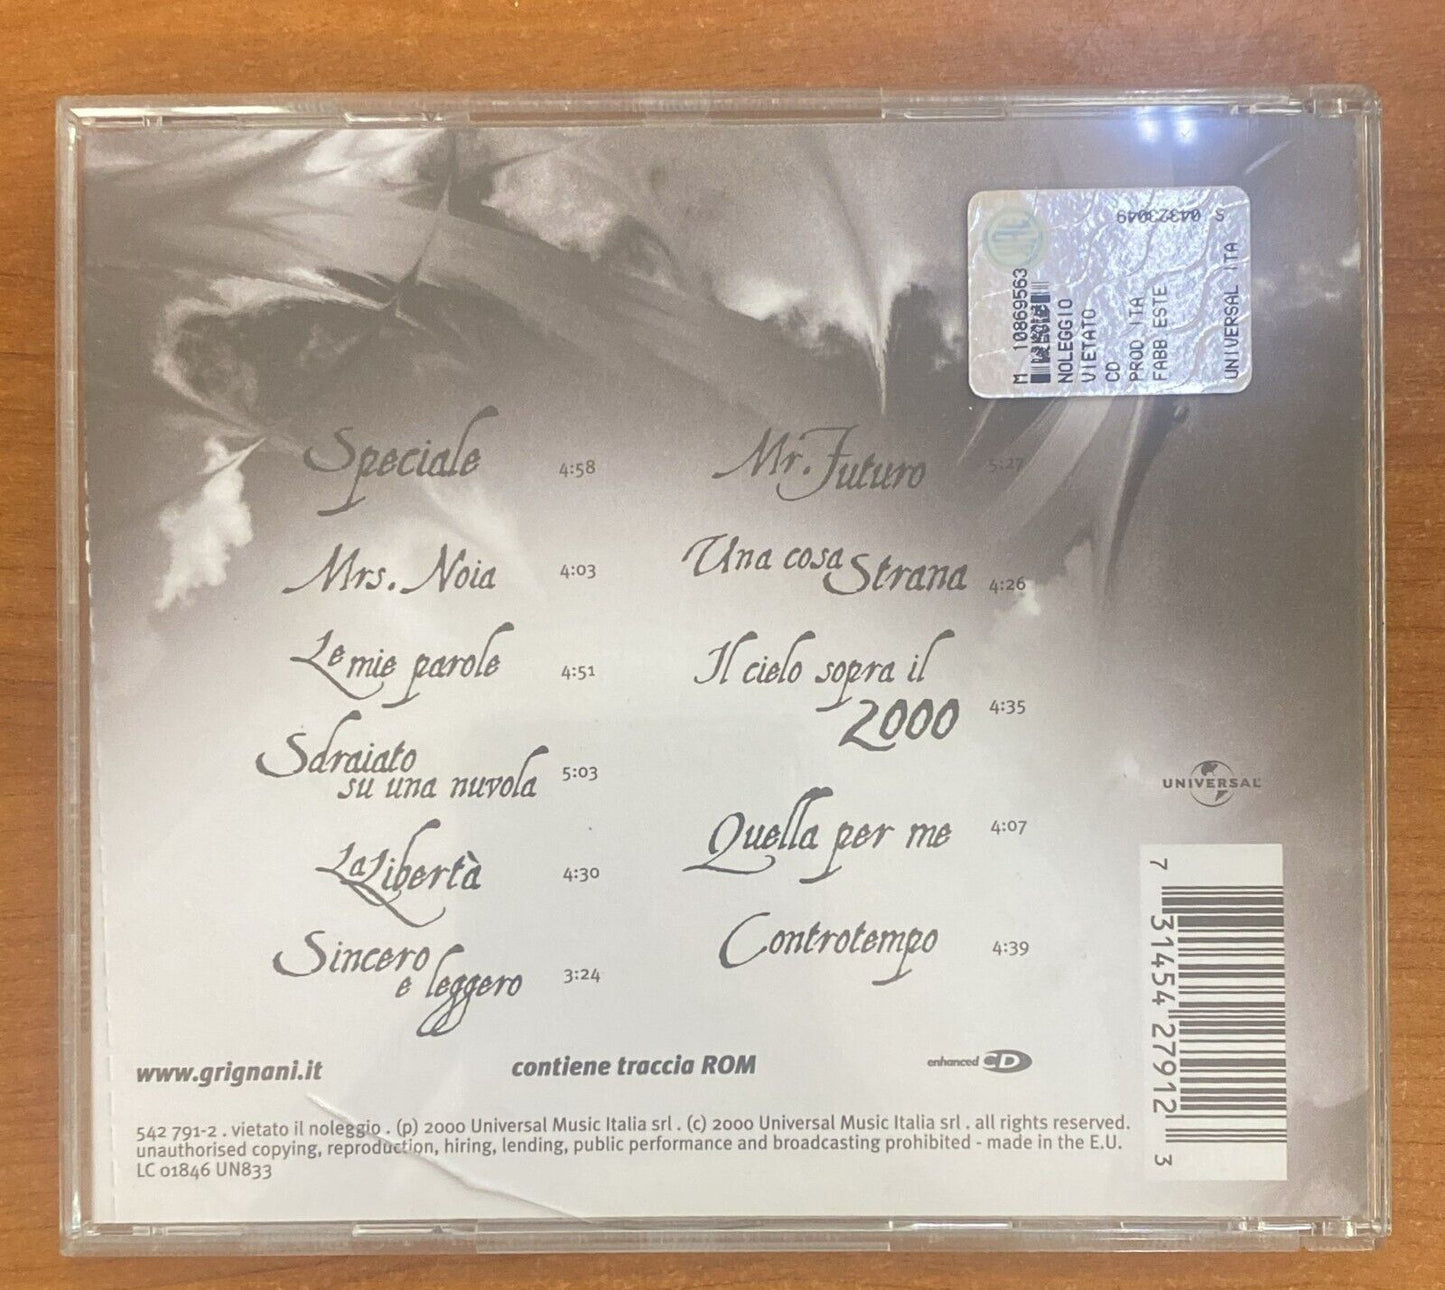 S 04323049
M 10869563
NOLEGGIO
VIETATO
CD
PROD ITA
FABB ESTE
UNIVERSAL ITA
Speciale 4:58
Mrs. Noia 4:03
Le mie parole 4:51
Sdraiato
su una nuvola 5:03
La Libertà 4:30
Sincero
e leggero 3:24
Mr. Futuro 5:27
Una cosa Strana 4:26
Il cielo sopra il
2000 4:35
Quella per me 4:07
Controtempo 4:39
UNIVERSAL
7 31454 27912 3
www.grignani.it
contiene traccia ROM
enhanced CD
542 791-2 . vietato il noleggio . (p) 2000 Universal Music Italia srl . (c) 2000 Universal Music Italia srl . all rights reserved.
unauthorised copying, reproduction, hiring, lending, public performance and broadcasting prohibited - made in the E.U.
LC 01846 UN833